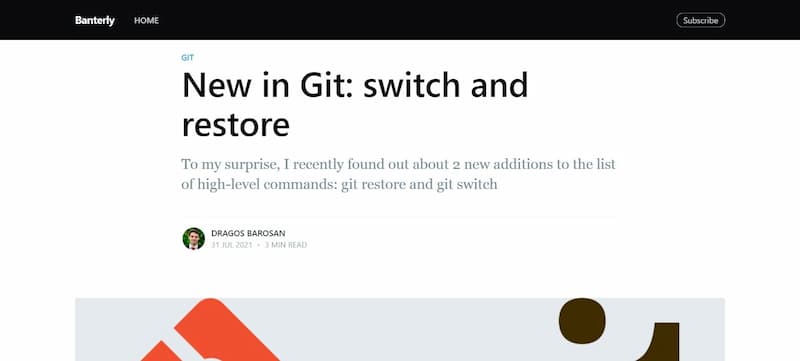 Banterly HOME Subscribe
GIT
New in Git: switch and
restore
To my surprise, I recently found out about 2 new additions to the list
of high-level commands: git restore and git switch
DRAGOS BAROSAN
31 JUL 2021 • 3 MIN READ